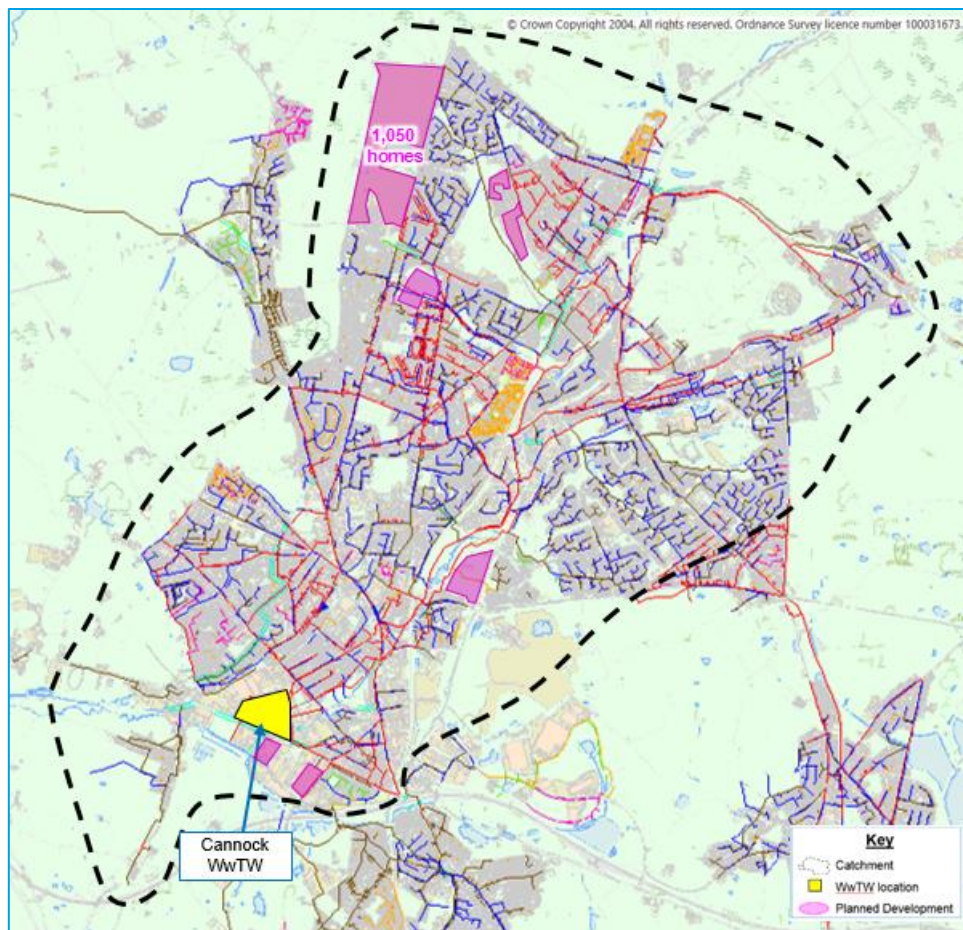 © Crown Copyright 2004. All rights reserved. Ordnance Survey licence number 100031673.
1,050
homes
Cannock
WwTW
Key
Catchment
WwTW location
Planned Development